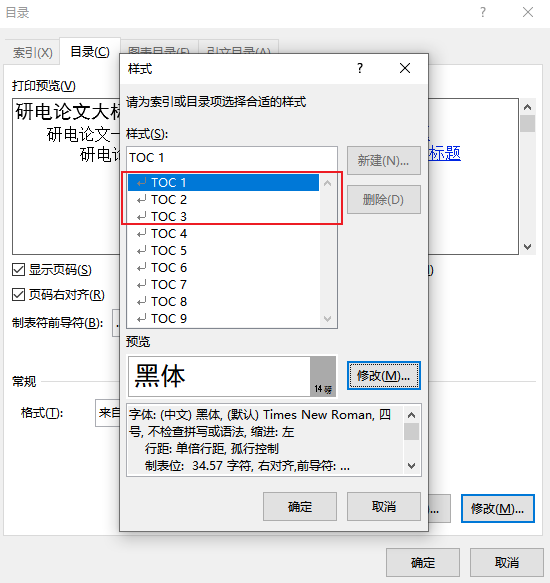 目录
索引(X)
目录(C)
图表目录(F)
引文目录(A)
样式
打印预览(V)
请为索引或目录项选择合适的样式
研电论文大标
研电论文一
研电
标题
样式(S):
TOC 1
新建(N)...
删除(D)
TOC 1
TOC 2
TOC 3
TOC 4
TOC 5
TOC 6
TOC 7
TOC 8
TOC 9
显示页码(S)
页码右对齐(R)
制表符前导符(B):
预览
黑体
14 磅
修改(M)...
常规
格式(T):
来自
字体: (中文) 黑体, (默认) Times New Roman, 四
号, 不检查拼写或语法, 缩进: 左
行距: 单倍行距, 孤行控制
制表位: 34.57 字符, 右对齐,前导符: ...
确定
取消
修改(M)...
确定
取消